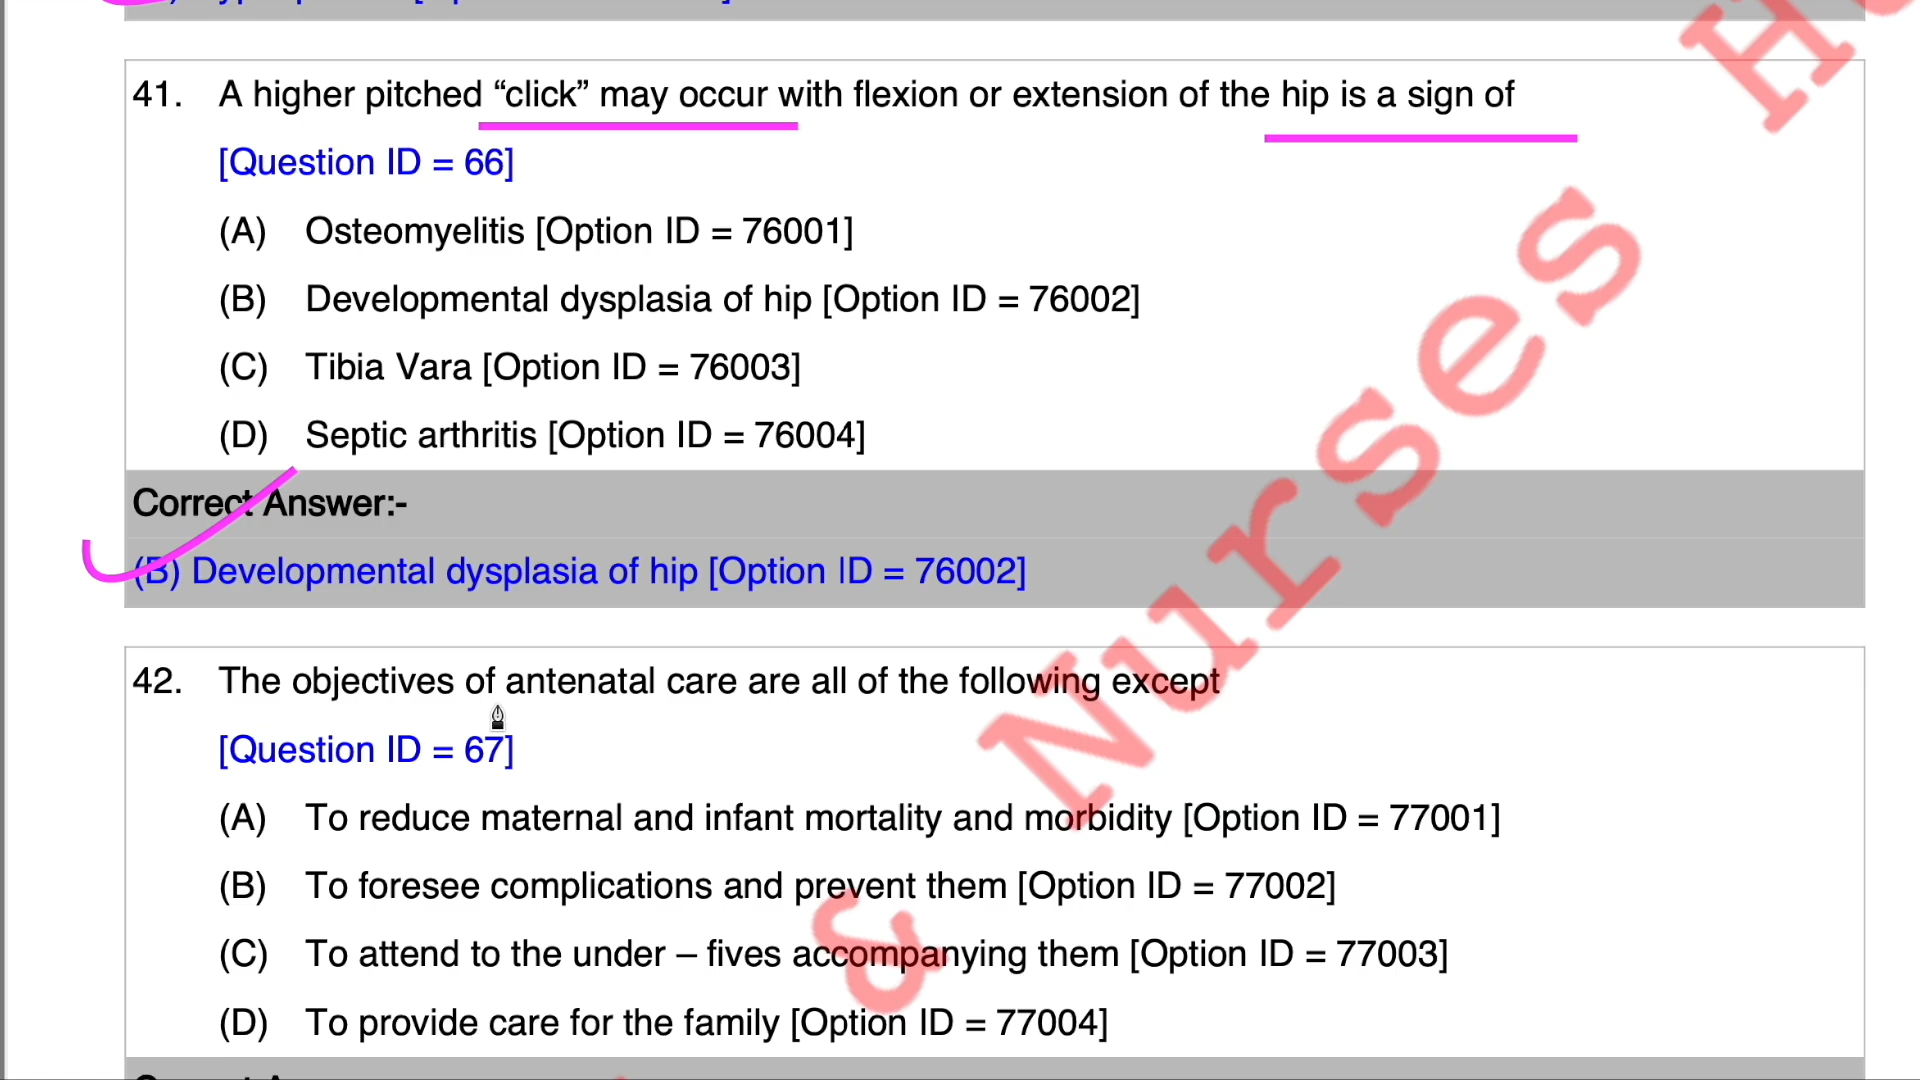 41. A higher pitched “click” may occur with flexion or extension of the hip is a sign of
[Question ID = 66]
(A) Osteomyelitis [Option ID = 76001]
(B) Developmental dysplasia of hip [Option ID = 76002]
(C) Tibia Vara [Option ID = 76003]
(D) Septic arthritis [Option ID = 76004]
Correct Answer:-
(B) Developmental dysplasia of hip [Option ID = 76002]
42. The objectives of antenatal care are all of the following except
[Question ID = 67]
(A) To reduce maternal and infant mortality and morbidity [Option ID = 77001]
(B) To foresee complications and prevent them [Option ID = 77002]
(C) To attend to the under – fives accompanying them [Option ID = 77003]
(D) To provide care for the family [Option ID = 77004]
& Nurses